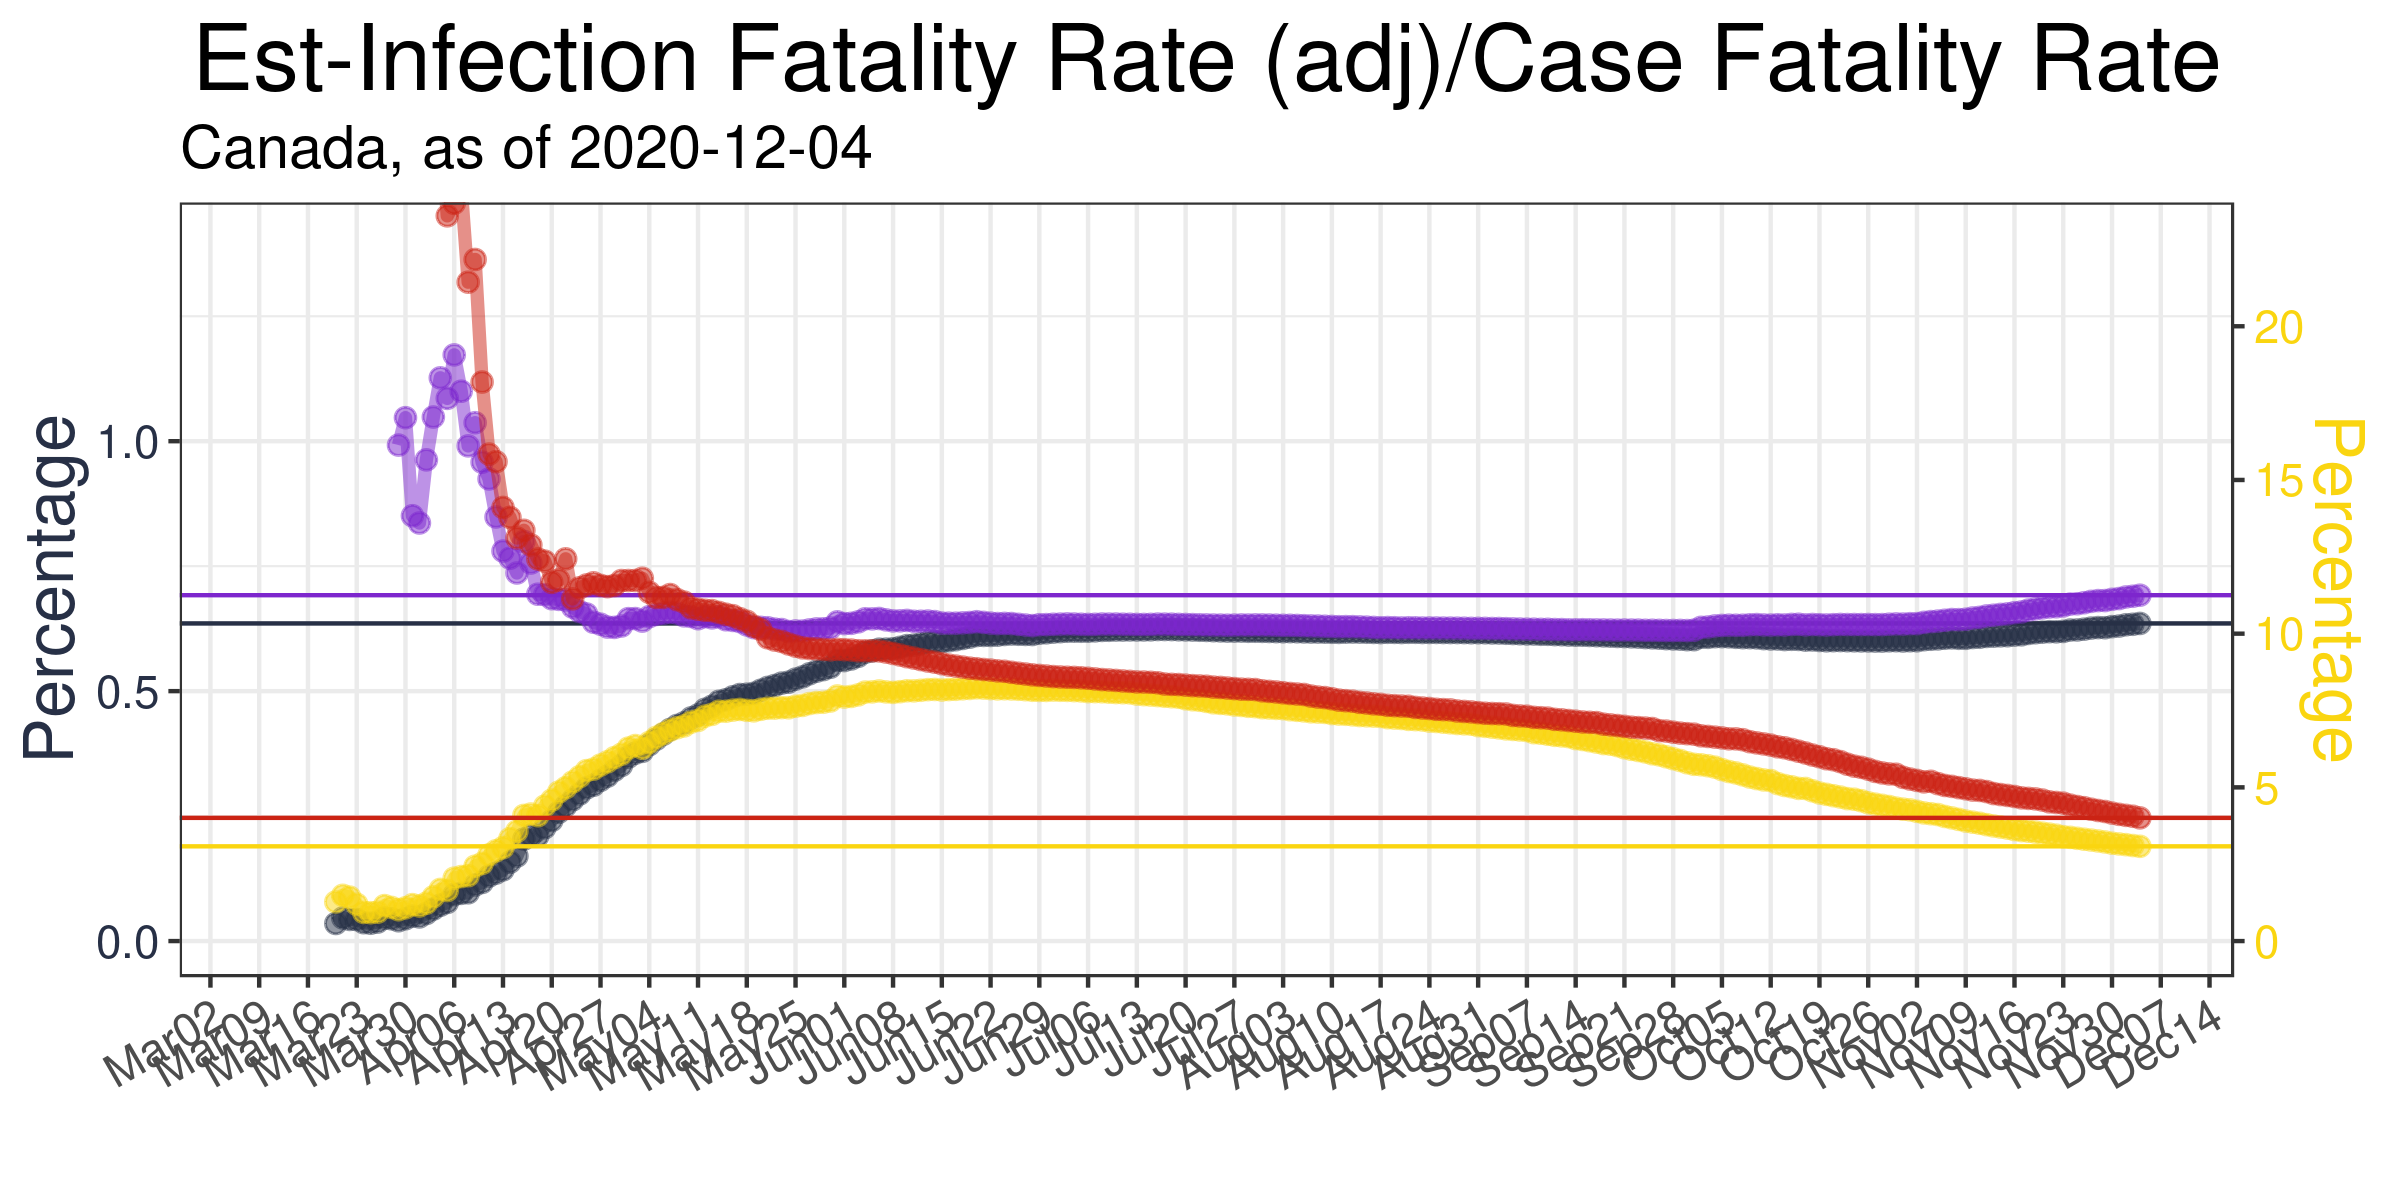 Est-Infection Fatality Rate (adj)/Case Fatality Rate
Canada, as of 2020-12-04
Percentage
1.0
0.5
0.0
20
15
10
5
0
Percentage
Mar02
Mar09
Mar16
Mar23
Mar30
Apr06
Apr13
Apr20
Apr27
May04
May11
May18
May25
Jun01
Jun08
Jun15
Jun22
Jun29
Jul06
Jul13
Jul20
Jul27
Aug03
Aug10
Aug17
Aug24
Aug31
Sep07
Sep14
Sep21
Sep28
Oct05
Oct12
Oct19
Oct26
Nov02
Nov09
Nov16
Nov23
Nov30
Dec07
Dec14